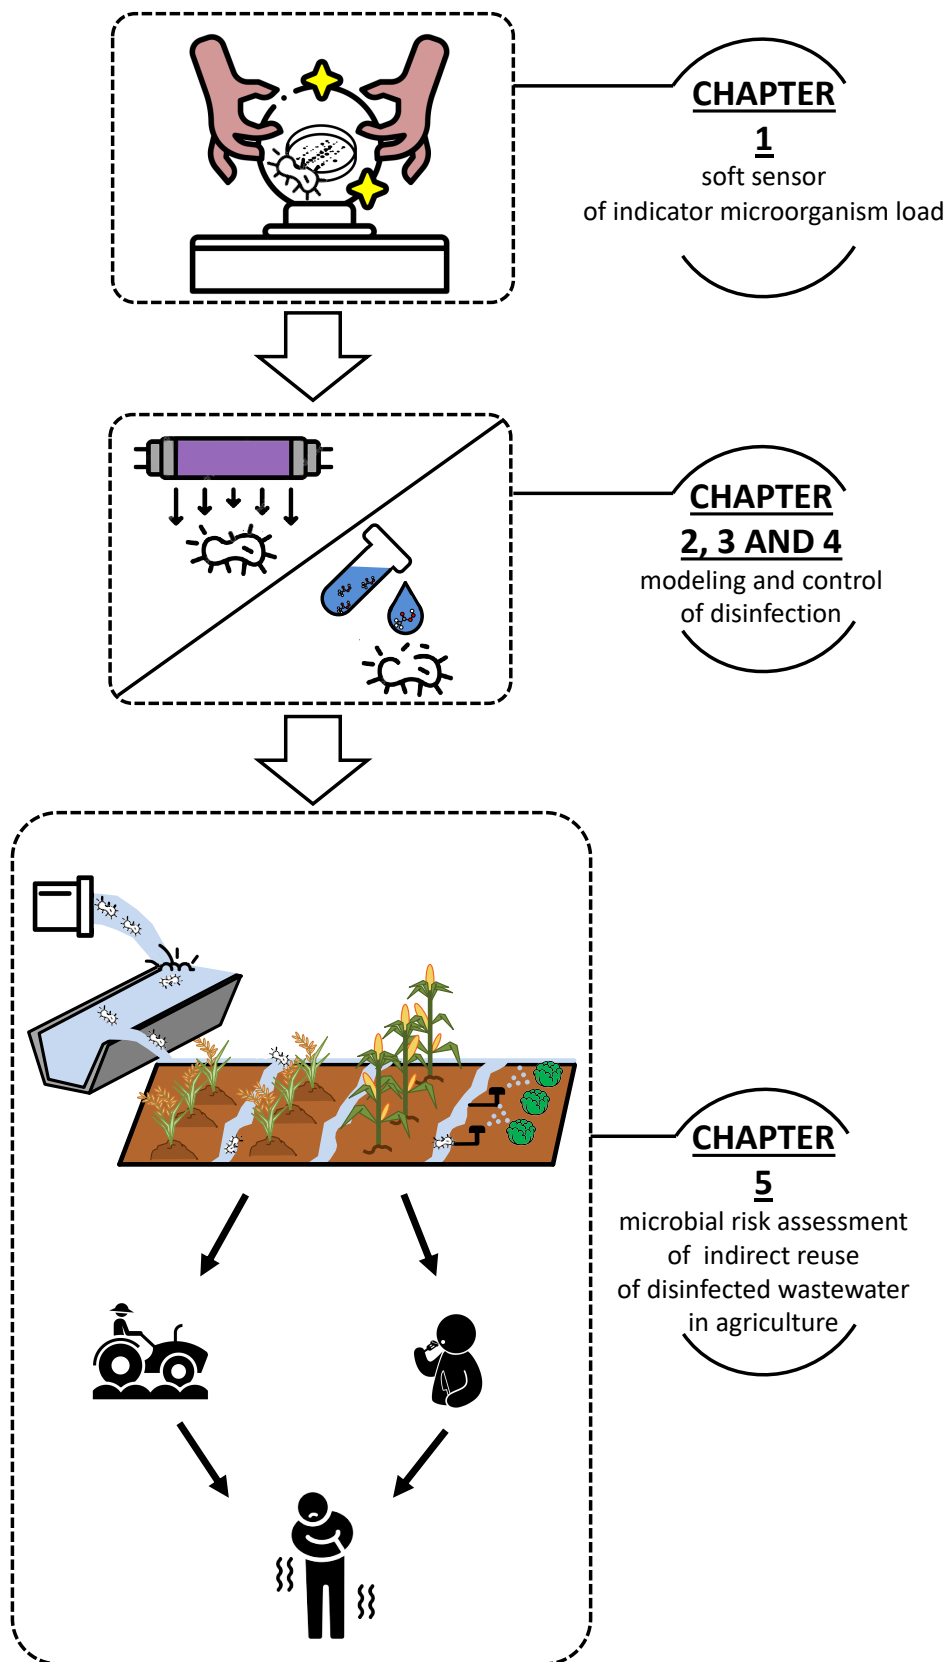 CHAPTER
1
soft sensor
of indicator microorganism load
CHAPTER
2, 3 AND 4
modeling and control
of disinfection
CHAPTER
5
microbial risk assessment
of indirect reuse
of disinfected wastewater
in agriculture